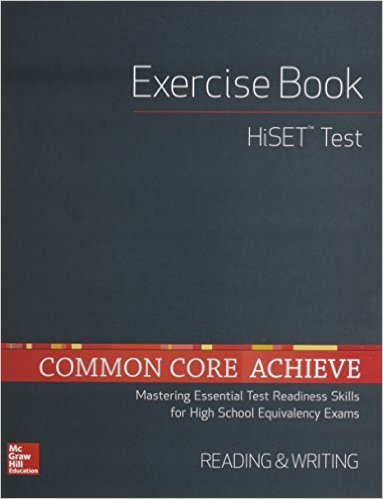 Exercise Book
HiSET™ Test
COMMON CORE ACHIEVE
Mastering Essential Test Readiness Skills
for High School Equivalency Exams
Mc
Graw
Hill
Education
READING & WRITING